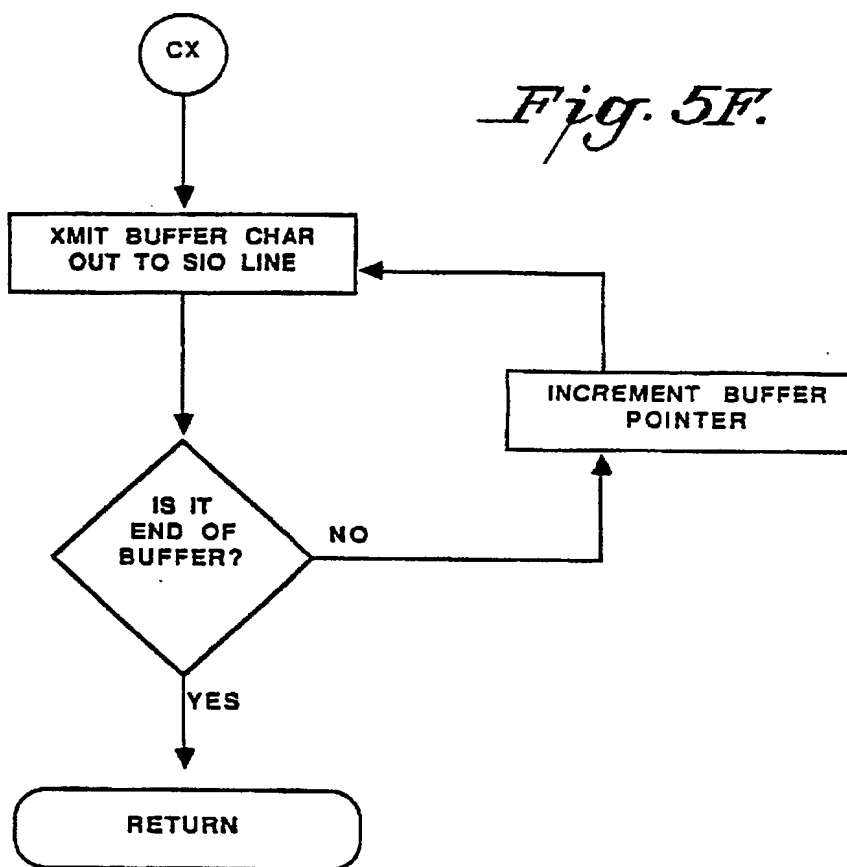 CX
Fig. 5F.
XMIT BUFFER CHAR
OUT TO SIO LINE
INCREMENT BUFFER
POINTER
IS IT
END OF
BUFFER?
NO
YES
RETURN